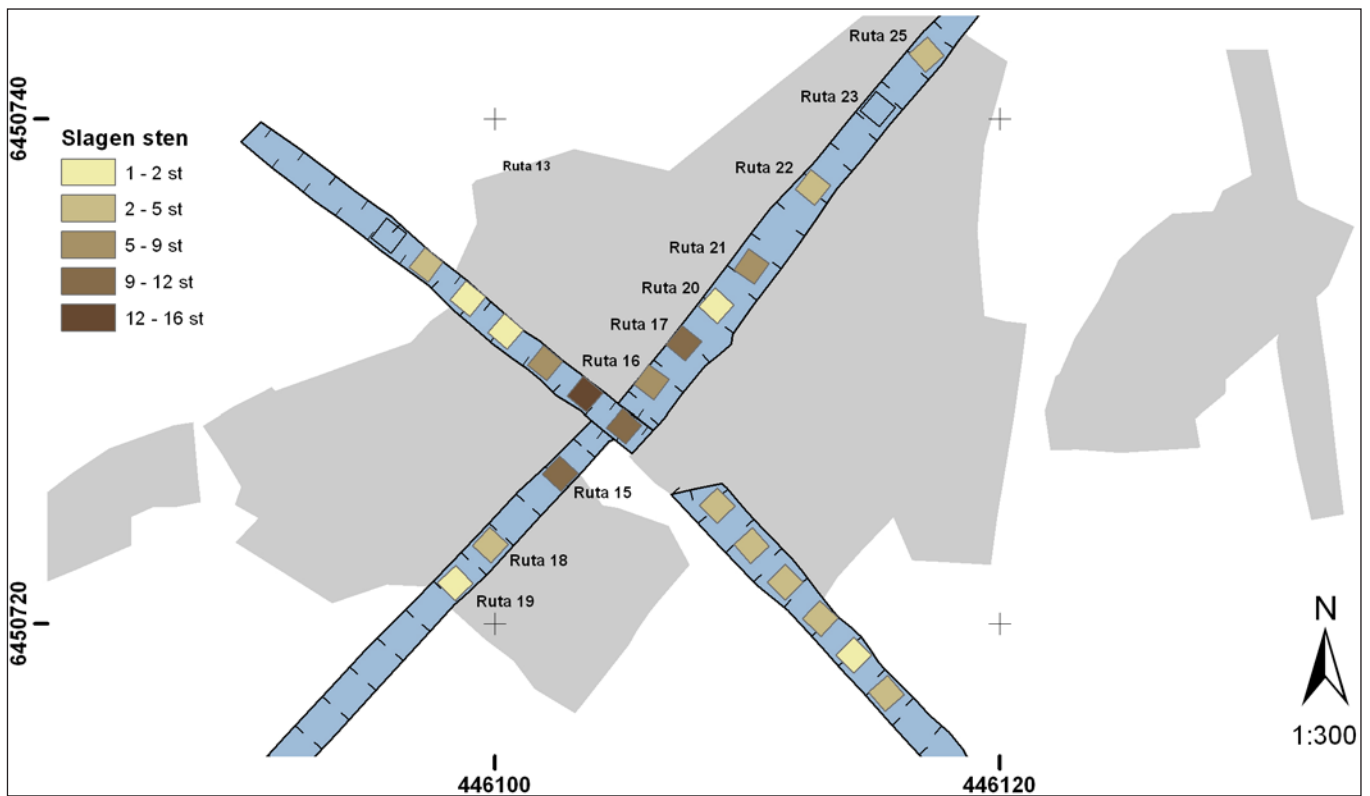 Ruta 25
6450740
Ruta 23
Slagen sten
Ruta 13
Ruta 22
1 - 2 st
2 - 5 st
5 - 9 st
9 - 12 st
12 - 16 st
Ruta 21
Ruta 20
Ruta 17
Ruta 16
Ruta 15
Ruta 18
Ruta 19
6450720
N
1:300
446100
446120